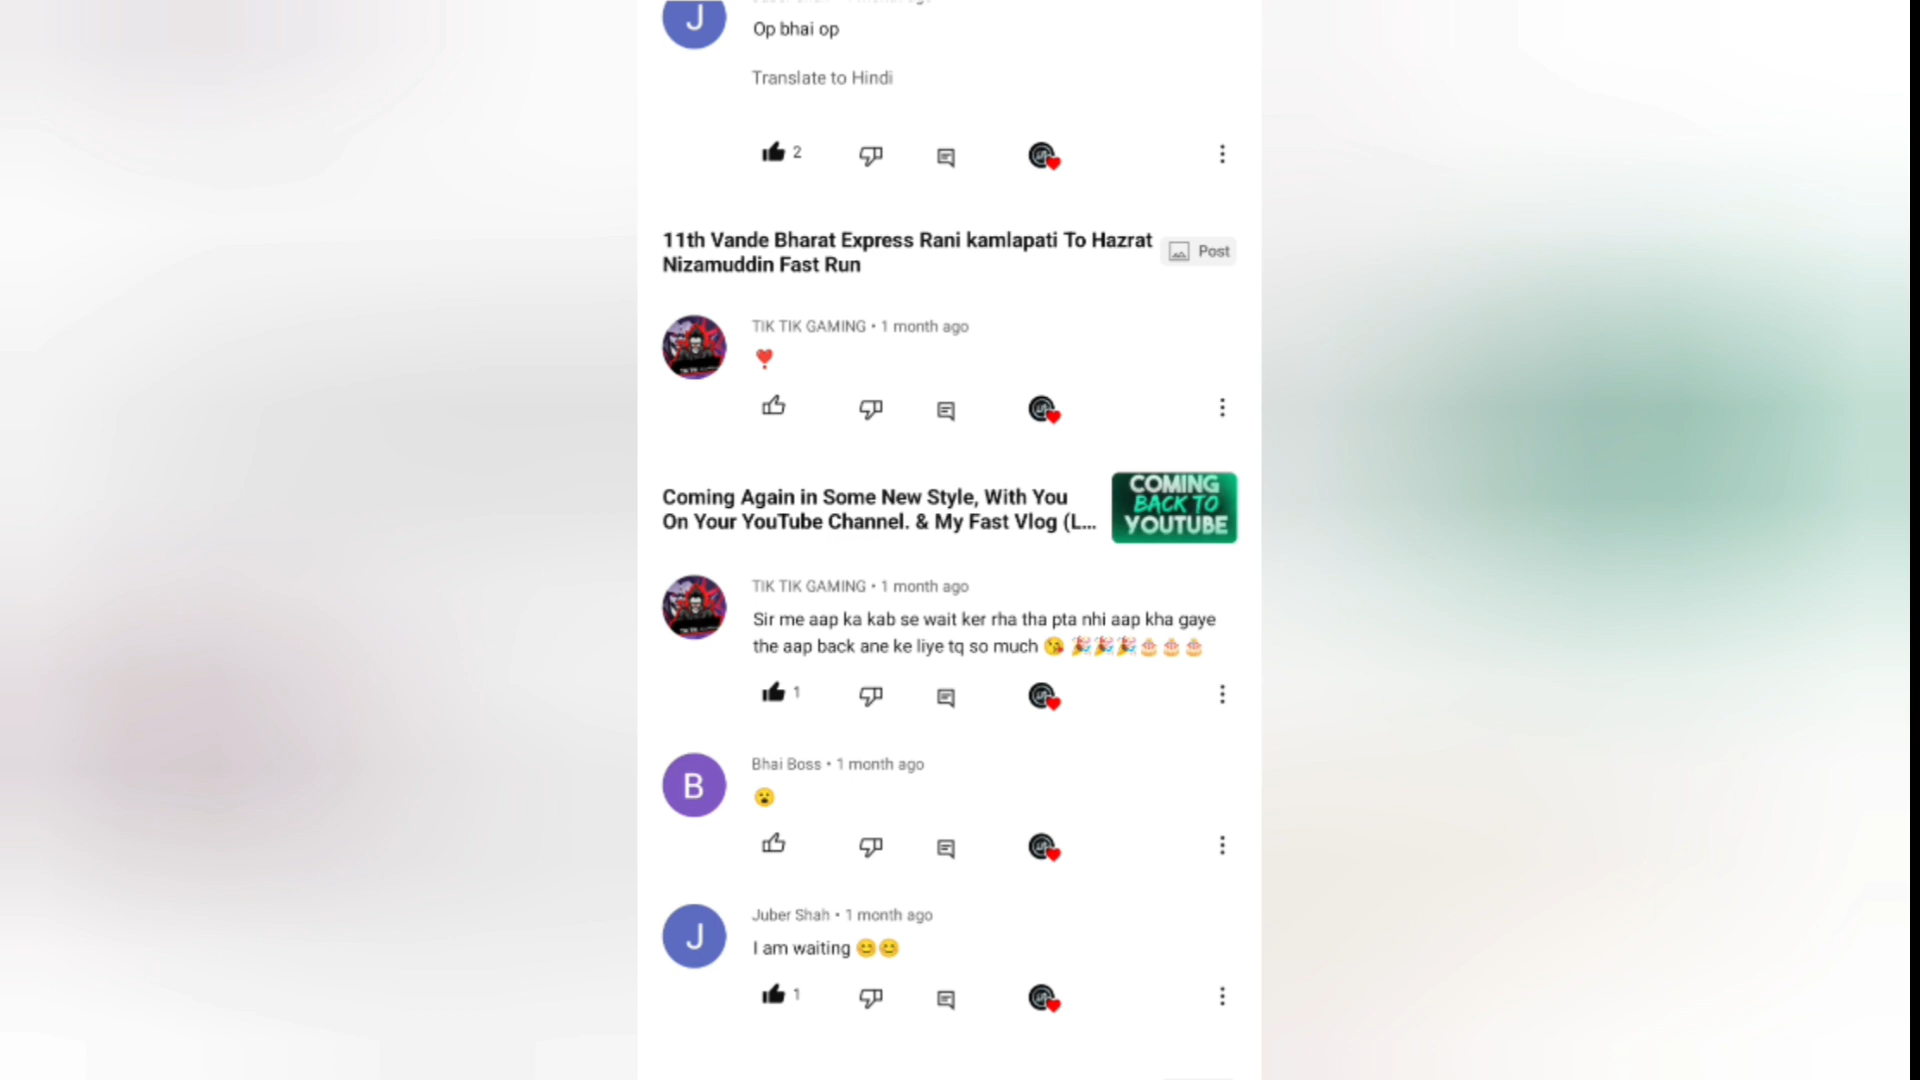 J
Op bhai op
Translate to Hindi
2
11th Vande Bharat Express Rani kamlapati To Hazrat
Nizamuddin Fast Run
Post
TIK TIK GAMING • 1 month ago
❣️
Coming Again in Some New Style, With You
On Your YouTube Channel. & My Fast Vlog (L...
COMING
BACK TO
YOUTUBE
TIK TIK GAMING • 1 month ago
Sir me aap ka kab se wait ker rha tha pta nhi aap kha gaye
the aap back ane ke liye tq so much 😘 🎉🎉🎉🎂🎂🎂
1
B
Bhai Boss • 1 month ago
😮
J
Juber Shah • 1 month ago
I am waiting 😊😊
1